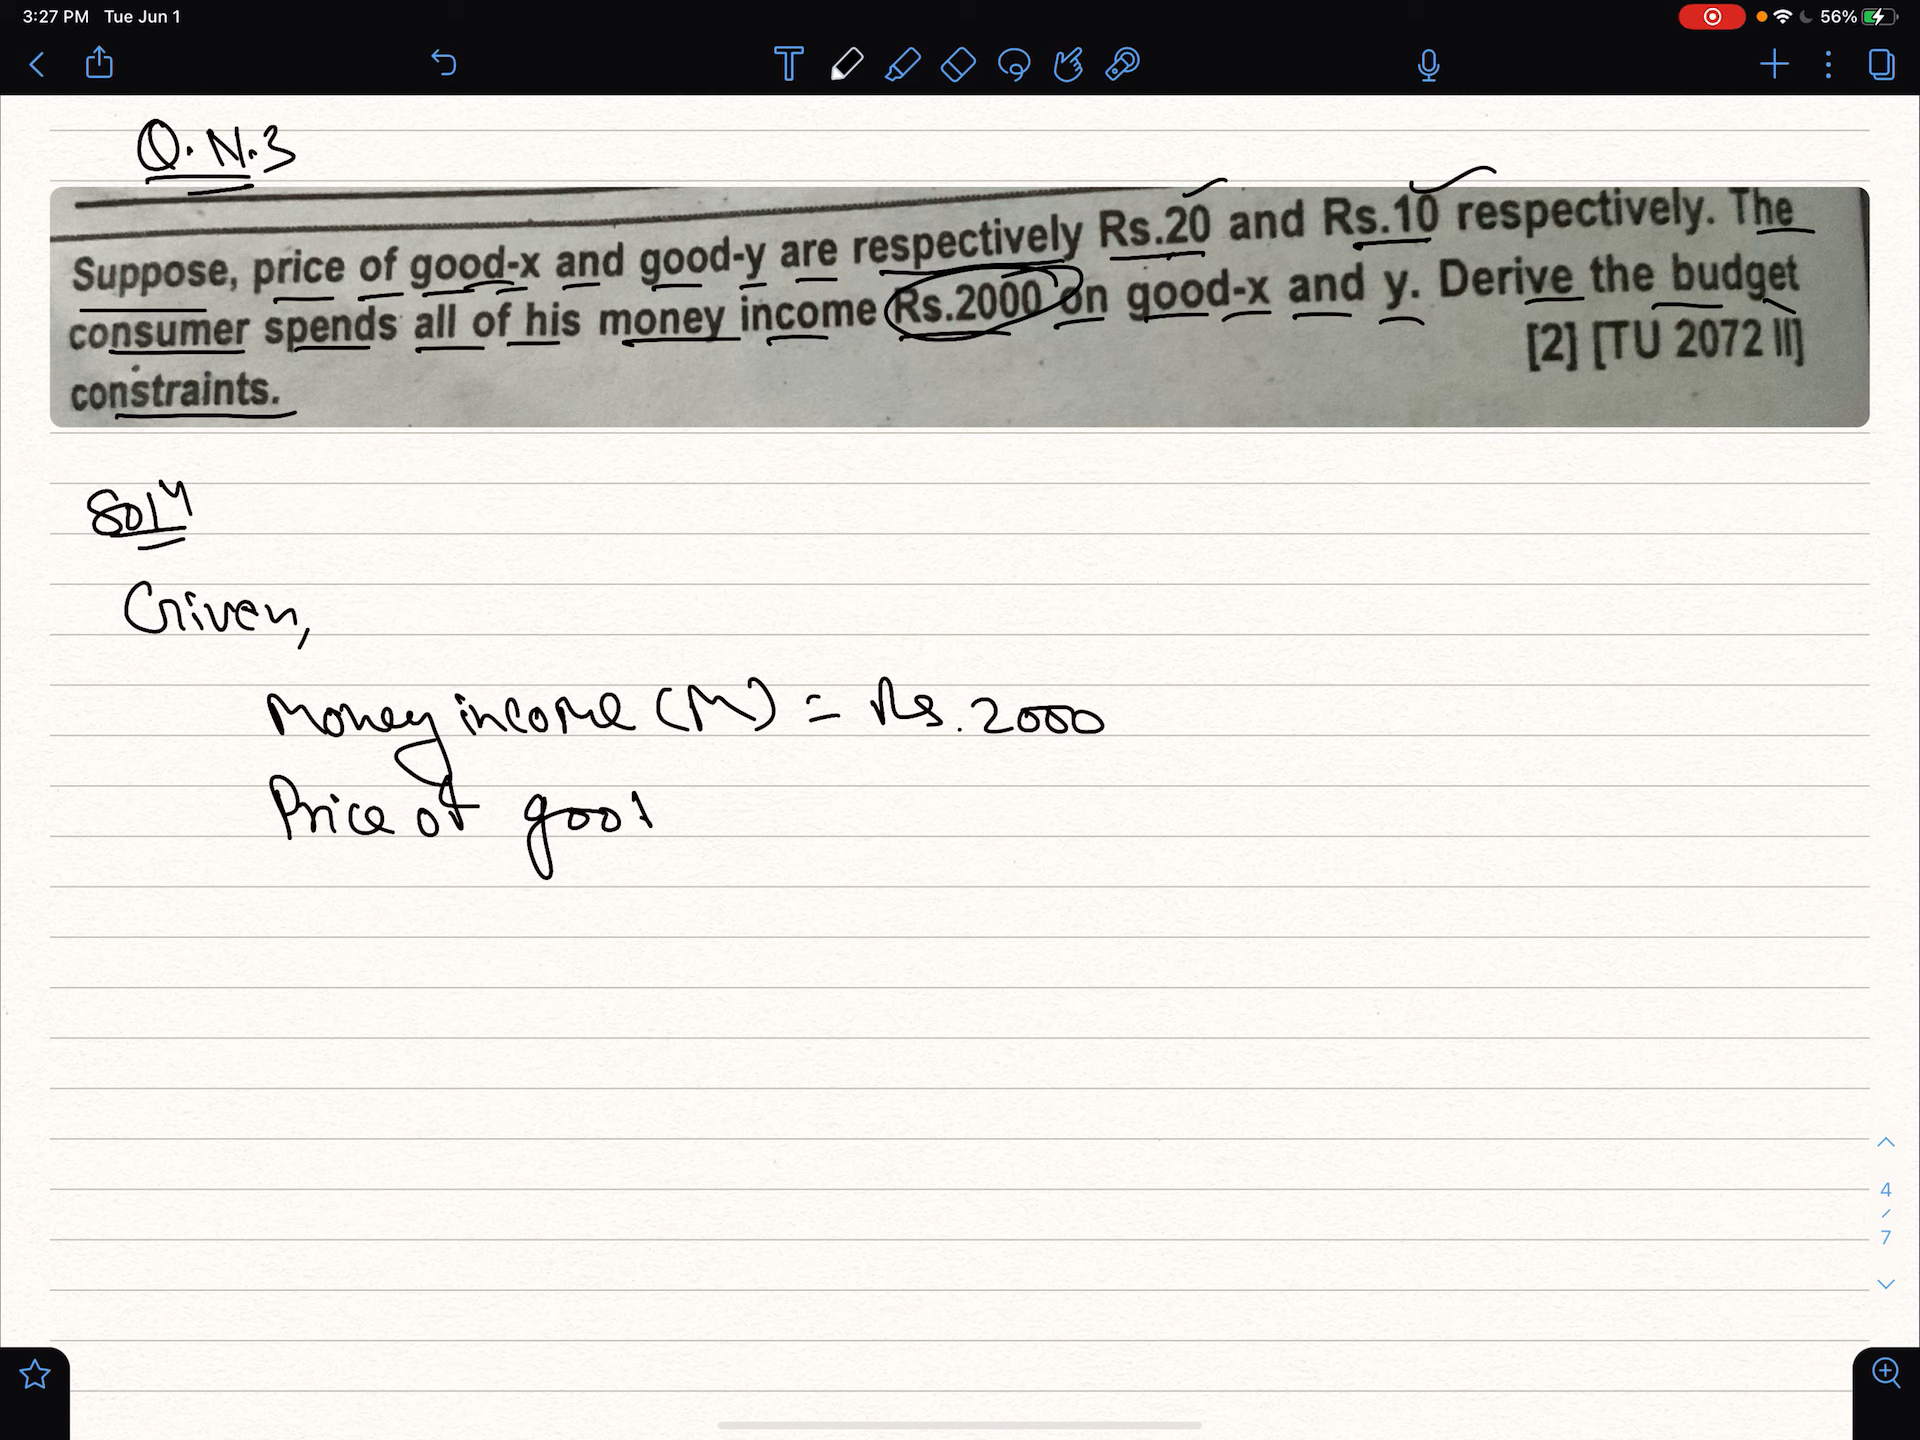 3:27 PM Tue Jun 1
56%
Q.N.3
Suppose, price of good-x and good-y are respectively Rs.20 and Rs.10 respectively. The
consumer spends all of his money income Rs.2000 on good-x and y. Derive the budget
constraints.
[2] [TU 2072 II]
Soln
Given,
Money income (M) = Rs. 2000
Price of goo
4
/
7